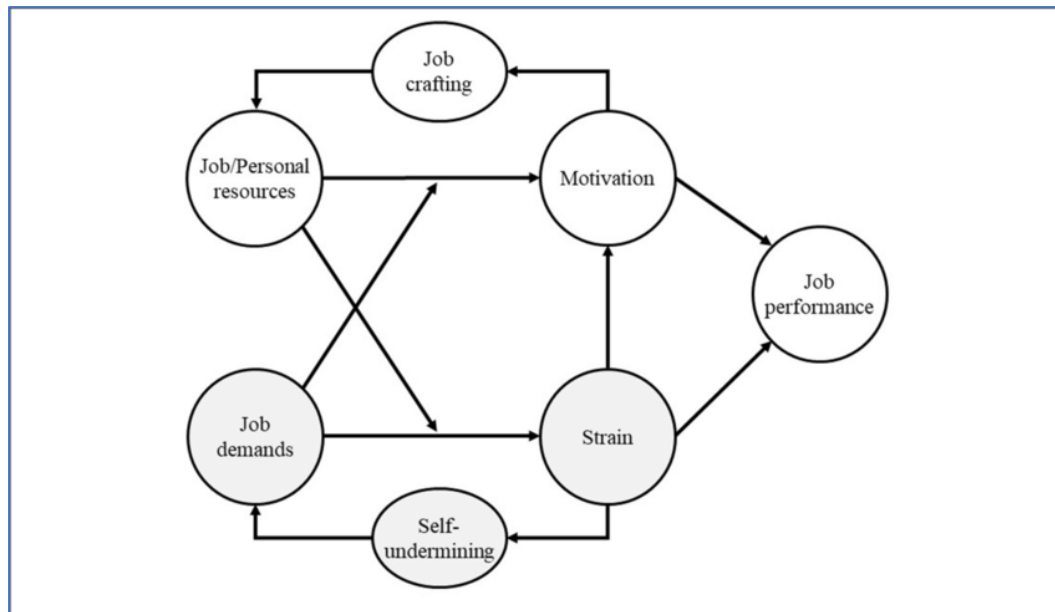 Job
crafting
Job/Personal
resources
Motivation
Job
performance
Job
demands
Strain
Self-
undermining